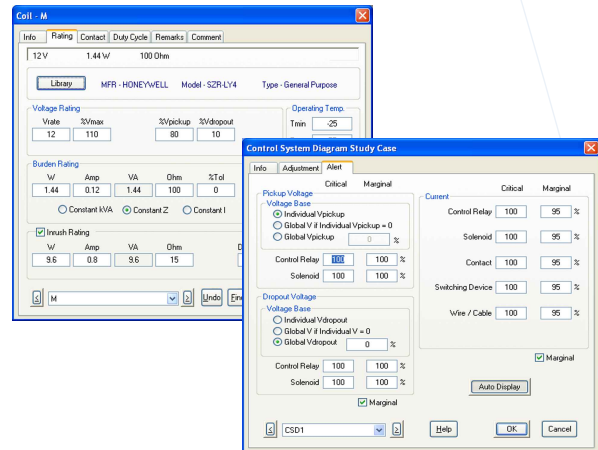 Coil - M
Info Rating Contact Duty Cycle Remarks Comment
12 V 1.44 W 100 Ohm
Library MFR - HONEYWELL Model - SZR-LY4 Type - General Purpose
Voltage Rating
Vrate %Vmax %Vpickup %Vdropout
12 110 80 10
Operating Temp.
Tmin -25
Burden Rating
W Amp VA Ohm %Tol
1.44 0.12 1.44 100 0
Constant kVA Constant Z Constant I
Inrush Rating
W Amp VA Ohm
9.6 0.8 9.6 15
M Undo
Control System Diagram Study Case
Info Adjustment Alert
Critical Marginal
Pickup Voltage
Voltage Base
Individual Vpickup
Global V if Individual Vpickup = 0
Global Vpickup 0 %
Control Relay 100 100 %
Solenoid 100 100 %
Dropout Voltage
Voltage Base
Individual Vdropout
Global V if Individual V = 0
Global Vdropout 0 %
Control Relay 100 100 %
Solenoid 100 100 %
Marginal
Current
Critical Marginal
Control Relay 100 95 %
Solenoid 100 95 %
Contact 100 95 %
Switching Device 100 95 %
Wire / Cable 100 95 %
Marginal
Auto Display
CSD1 Help OK Cancel